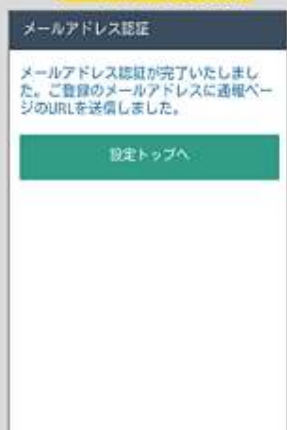 メールアドレス認証
メールアドレス認証が完了いたしまし
た。ご登録のメールアドレスに通報ペー
ジのURLを送信しました。
設定トップへ